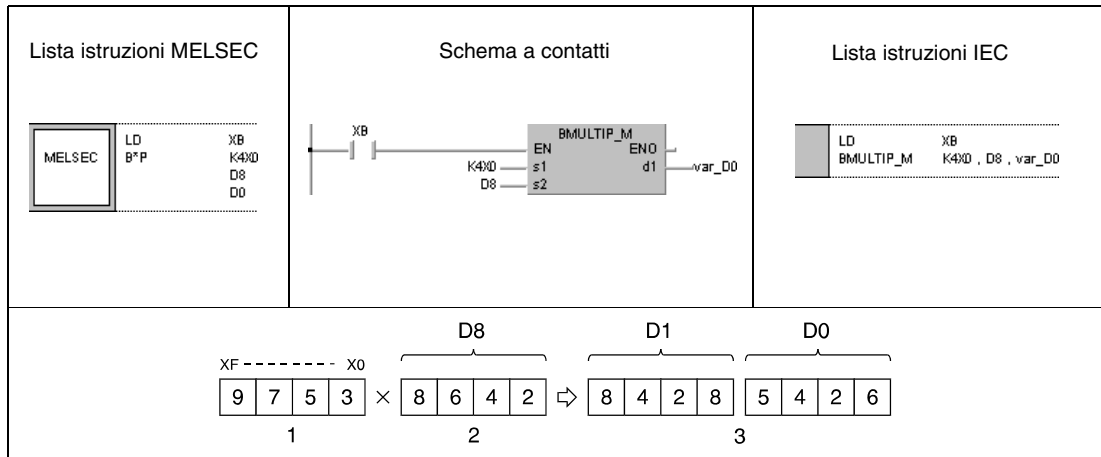 Lista istruzioni MELSEC
MELSEC
LD XB
B*P K4X0
D8
D0
Schema a contatti
XB
BMULTIP_M
EN ENO
K4X0 s1 d1 var_D0
D8 s2
Lista istruzioni IEC
LD XB
BMULTIP_M K4X0 , D8 , var_D0
D8 D1 D0
XF X0
9 7 5 3 × 8 6 4 2 ⇨ 8 4 2 8 5 4 2 6
1 2 3